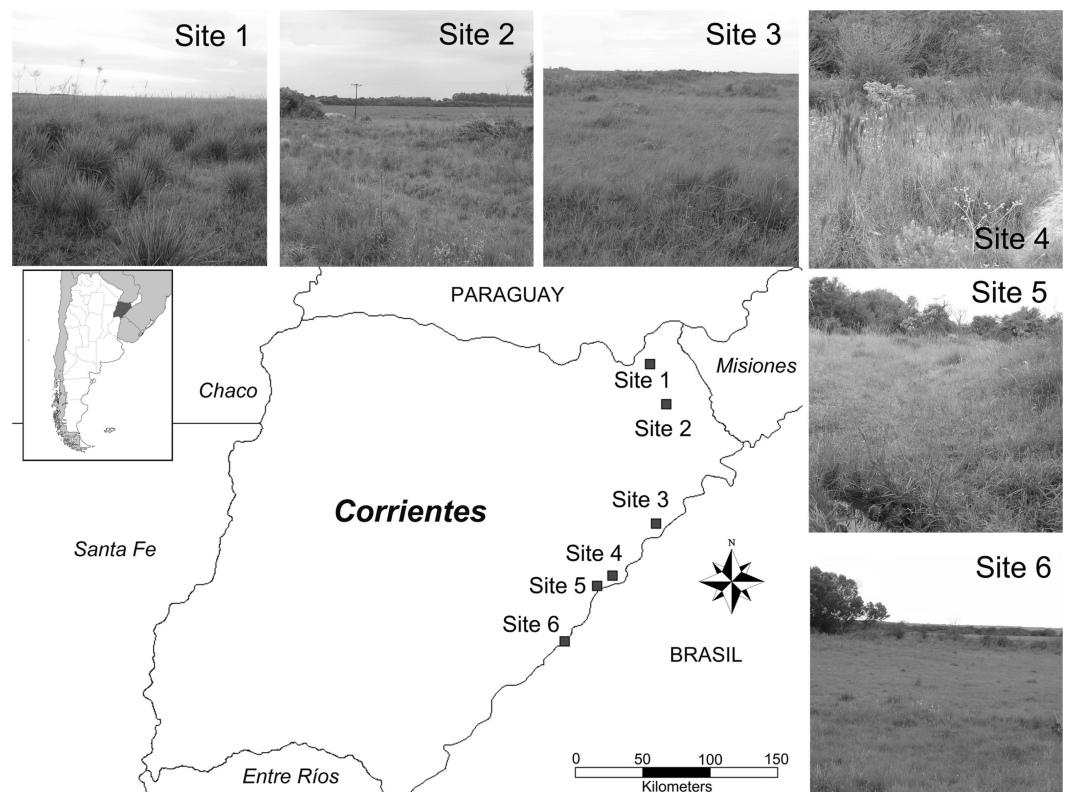 Site 1
Site 2
Site 3
Site 4
Site 5
Site 6
PARAGUAY
Chaco
Misiones
Site 1
Site 2
Corrientes
Site 3
Santa Fe
Site 4
Site 5
Site 6
N
BRASIL
Entre Ríos
0 50 100 150
Kilometers